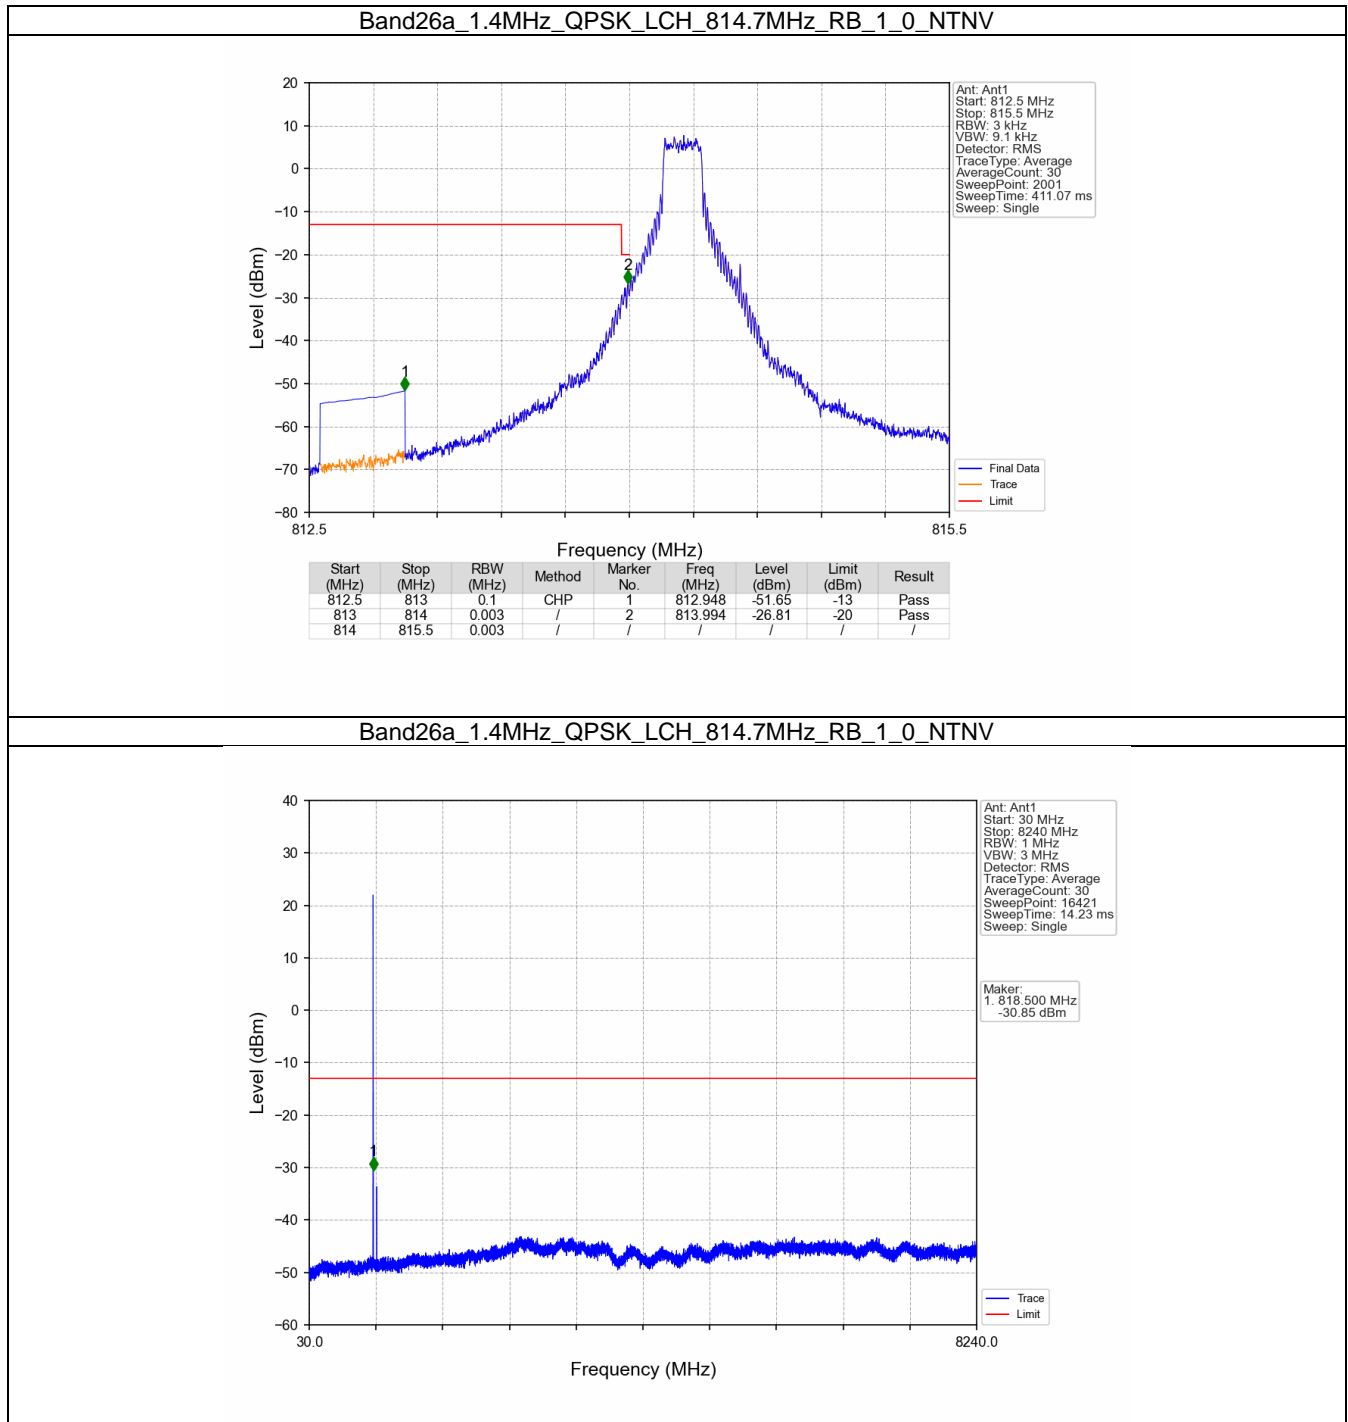 Band26a_1.4MHz_QPSK_LCH_814.7MHz_RB_1_0_NTNV
20
10
0
−10
−20
−30
−40
−50
−60
−70
−80
Level (dBm)
1
2
812.5
815.5
Frequency (MHz)
Ant: Ant1
Start: 812.5 MHz
Stop: 815.5 MHz
RBW: 3 kHz
VBW: 9.1 kHz
Detector: RMS
TraceType: Average
AverageCount: 30
SweepPoint: 2001
SweepTime: 411.07 ms
Sweep: Single
Final Data
Trace
Limit
Start (MHz) Stop (MHz) RBW (MHz) Method Marker No. Freq (MHz) Level (dBm) Limit (dBm) Result
812.5 813 0.1 CHP 1 812.948 -51.65 -13 Pass
813 814 0.003 / 2 813.994 -26.81 -20 Pass
814 815.5 0.003 / / / / / /
Band26a_1.4MHz_QPSK_LCH_814.7MHz_RB_1_0_NTNV
40
30
20
10
0
−10
−20
−30
−40
−50
−60
Level (dBm)
1
30.0
8240.0
Frequency (MHz)
Ant: Ant1
Start: 30 MHz
Stop: 8240 MHz
RBW: 1 MHz
VBW: 3 MHz
Detector: RMS
TraceType: Average
AverageCount: 30
SweepPoint: 16421
SweepTime: 14.23 ms
Sweep: Single
Maker:
1. 818.500 MHz
-30.85 dBm
Trace
Limit